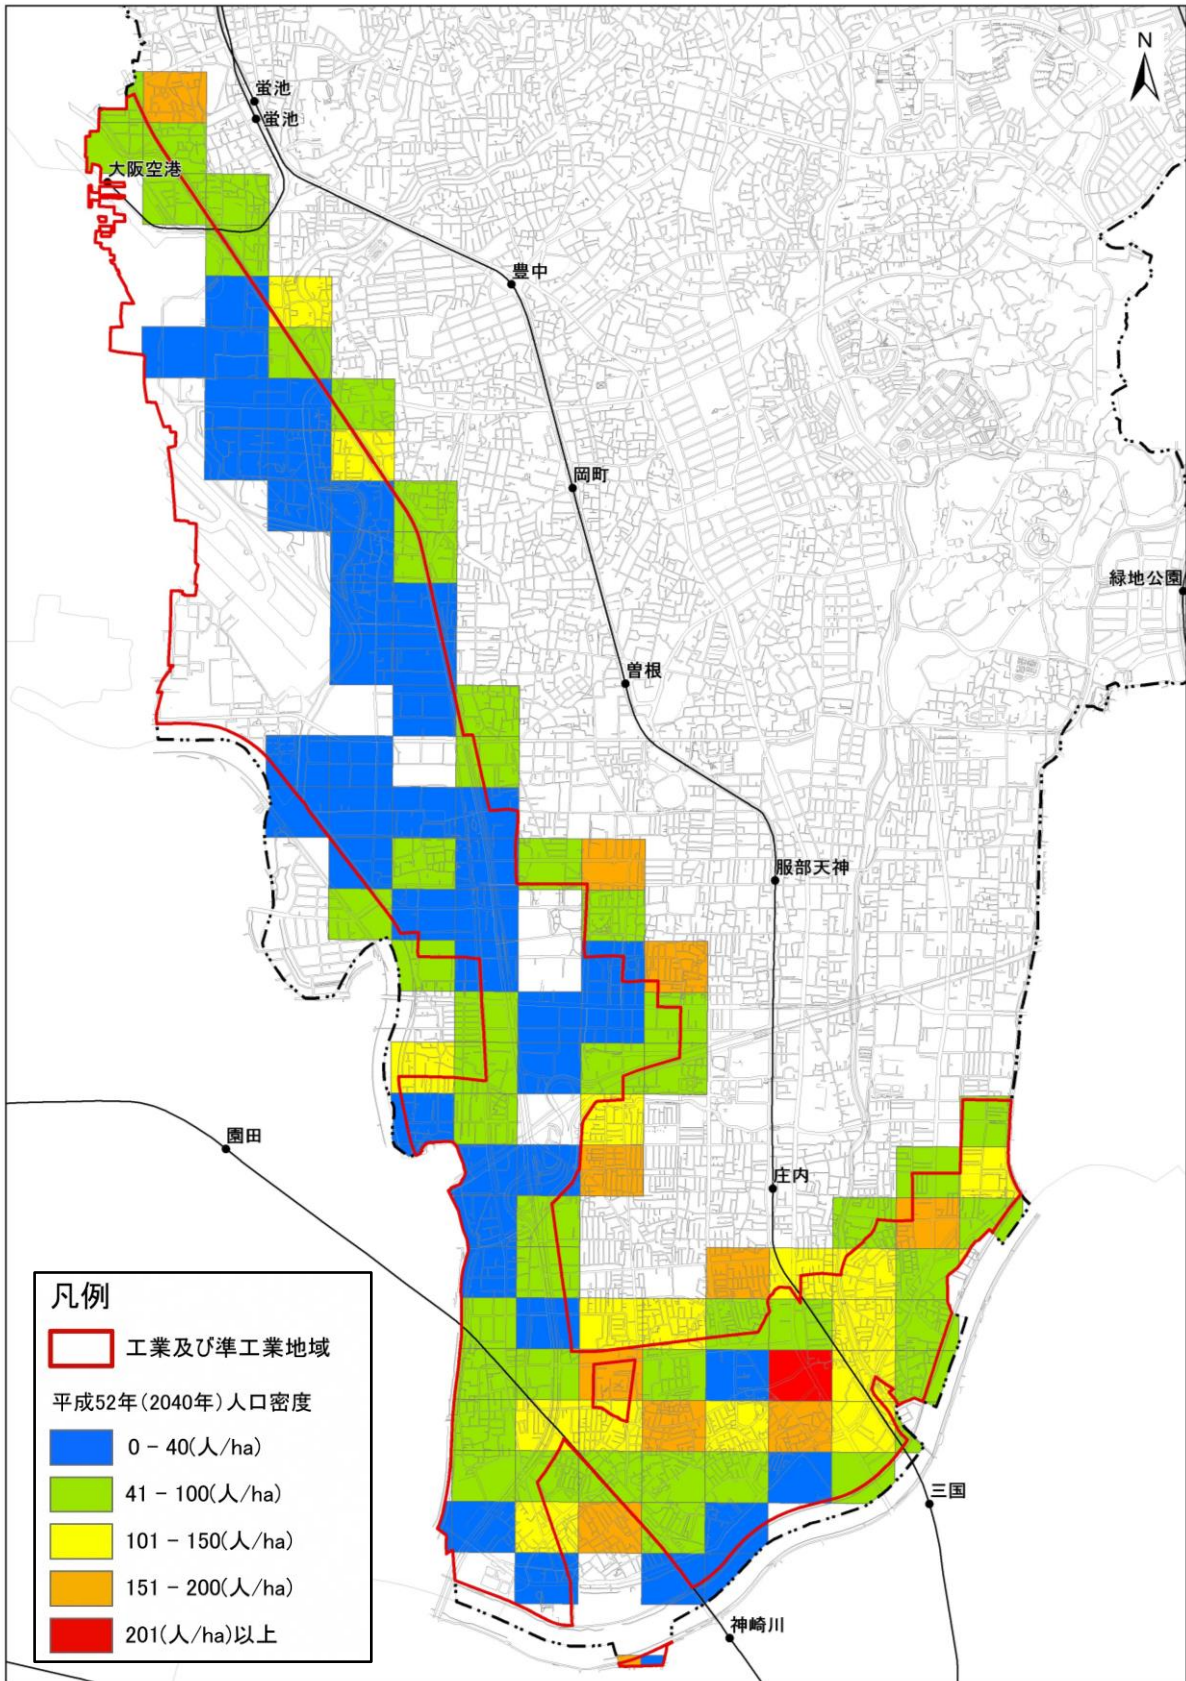 N
蛍池
蛍池
大阪空港
豊中
岡町
緑地公園
曽根
服部天神
園田
庄内
凡例
工業及び準工業地域
平成52年(2040年)人口密度
0 - 40(人/ha)
41 - 100(人/ha)
101 - 150(人/ha)
151 - 200(人/ha)
201(人/ha)以上
三国
神崎川